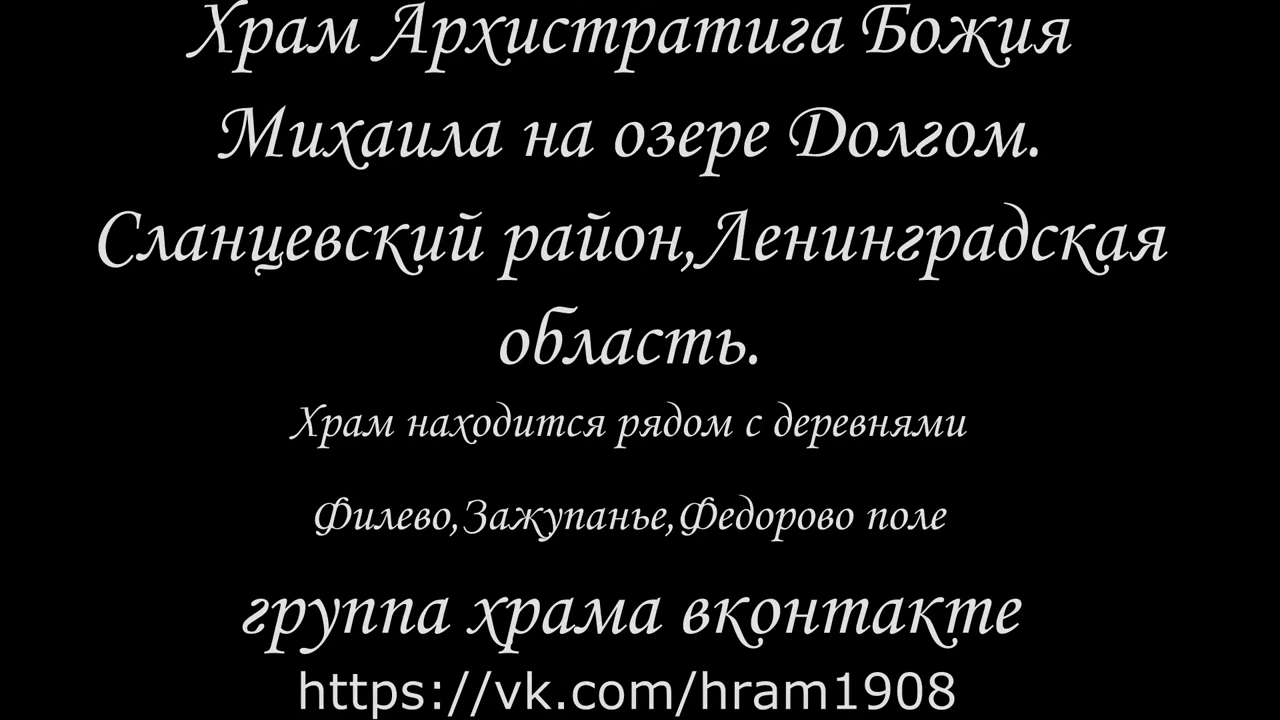 Храм Архистратига Божия
Михаила на озере Долгом.
Сланцевский район,Ленинградская
область.
Храм находится рядом с деревнями
Филево,Зажупанье,Федорово поле
группа храма вконтакте
https://vk.com/hram1908